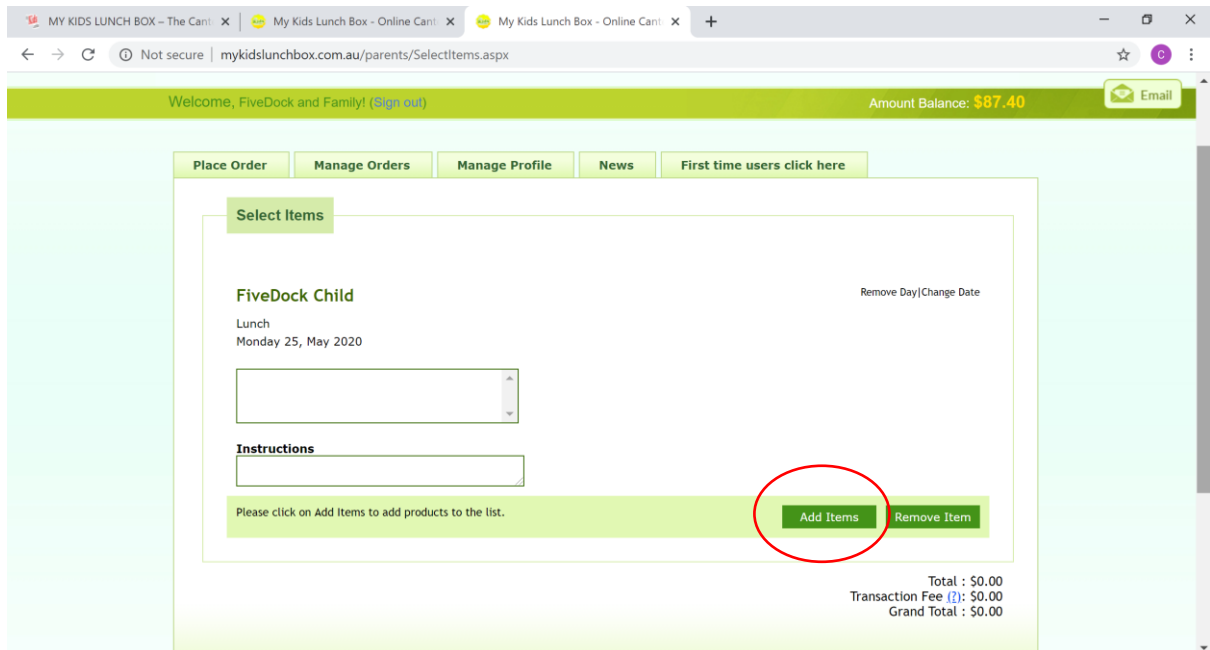 MY KIDS LUNCH BOX – The Cant
My Kids Lunch Box - Online Cant
My Kids Lunch Box - Online Cant
Not secure | mykidslunchbox.com.au/parents/SelectItems.aspx
C
Welcome, FiveDock and Family! (Sign out)
Amount Balance: $87.40
Email
Place Order
Manage Orders
Manage Profile
News
First time users click here
Select Items
FiveDock Child
Remove Day|Change Date
Lunch
Monday 25, May 2020
Instructions
Please click on Add Items to add products to the list.
Add Items
Remove Item
Total : $0.00
Transaction Fee (?): $0.00
Grand Total : $0.00